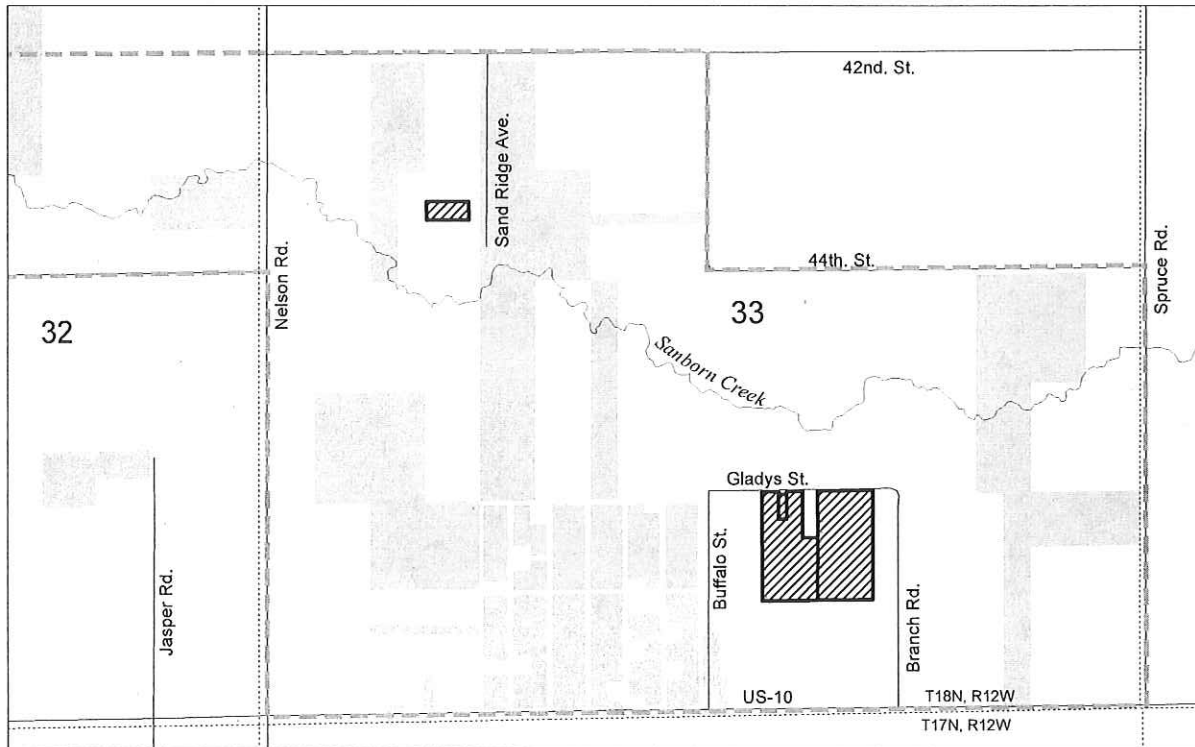 42nd. St.
Sand Ridge Ave.
44th. St.
Nelson Rd.
Spruce Rd.
32
33
Sanborn Creek
Gladys St.
Buffalo St.
Jasper Rd.
Branch Rd.
US-10
T18N, R12W
T17N, R12W